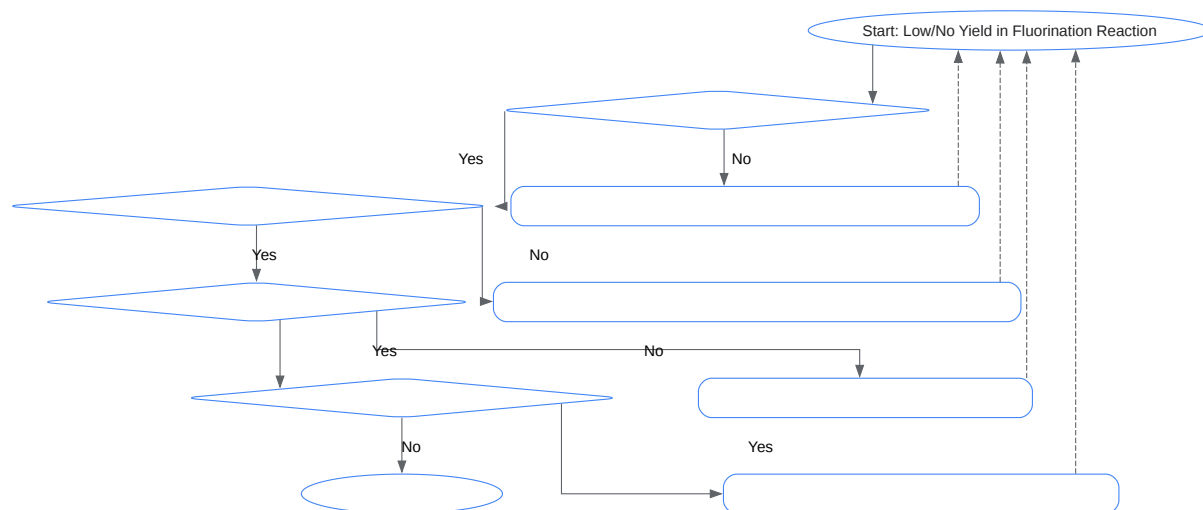 Start: Low/No Yield in Fluorination Reaction
Yes
No
Yes
No
Yes
No
No
Yes